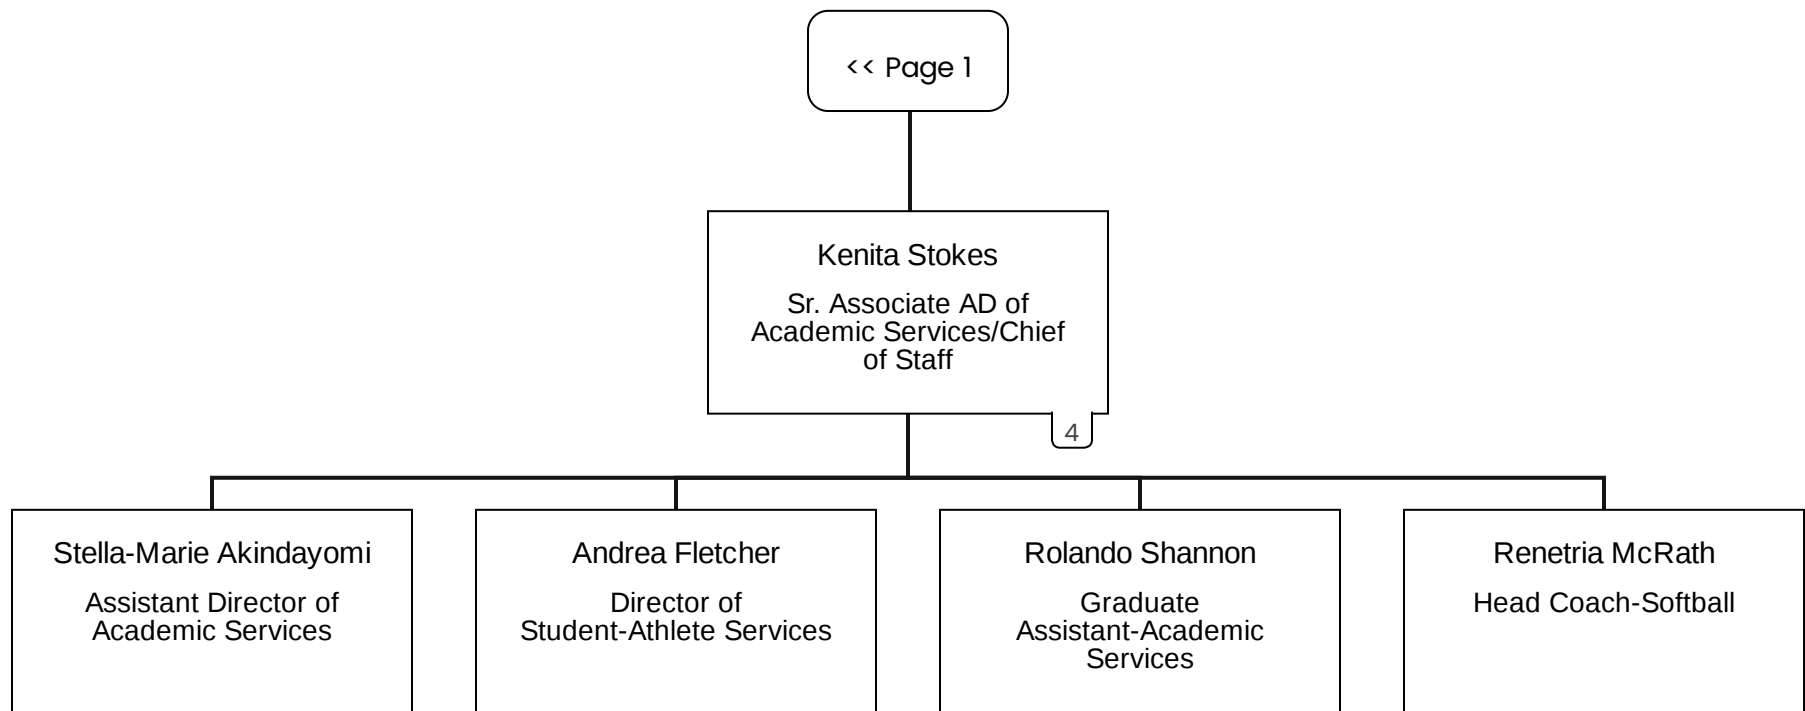 << Page 1
Kenita Stokes
Sr. Associate AD of
Academic Services/Chief
of Staff
4
Stella-Marie Akindayomi
Assistant Director of
Academic Services
Andrea Fletcher
Director of
Student-Athlete Services
Rolando Shannon
Graduate
Assistant-Academic
Services
Renetria McRath
Head Coach-Softball